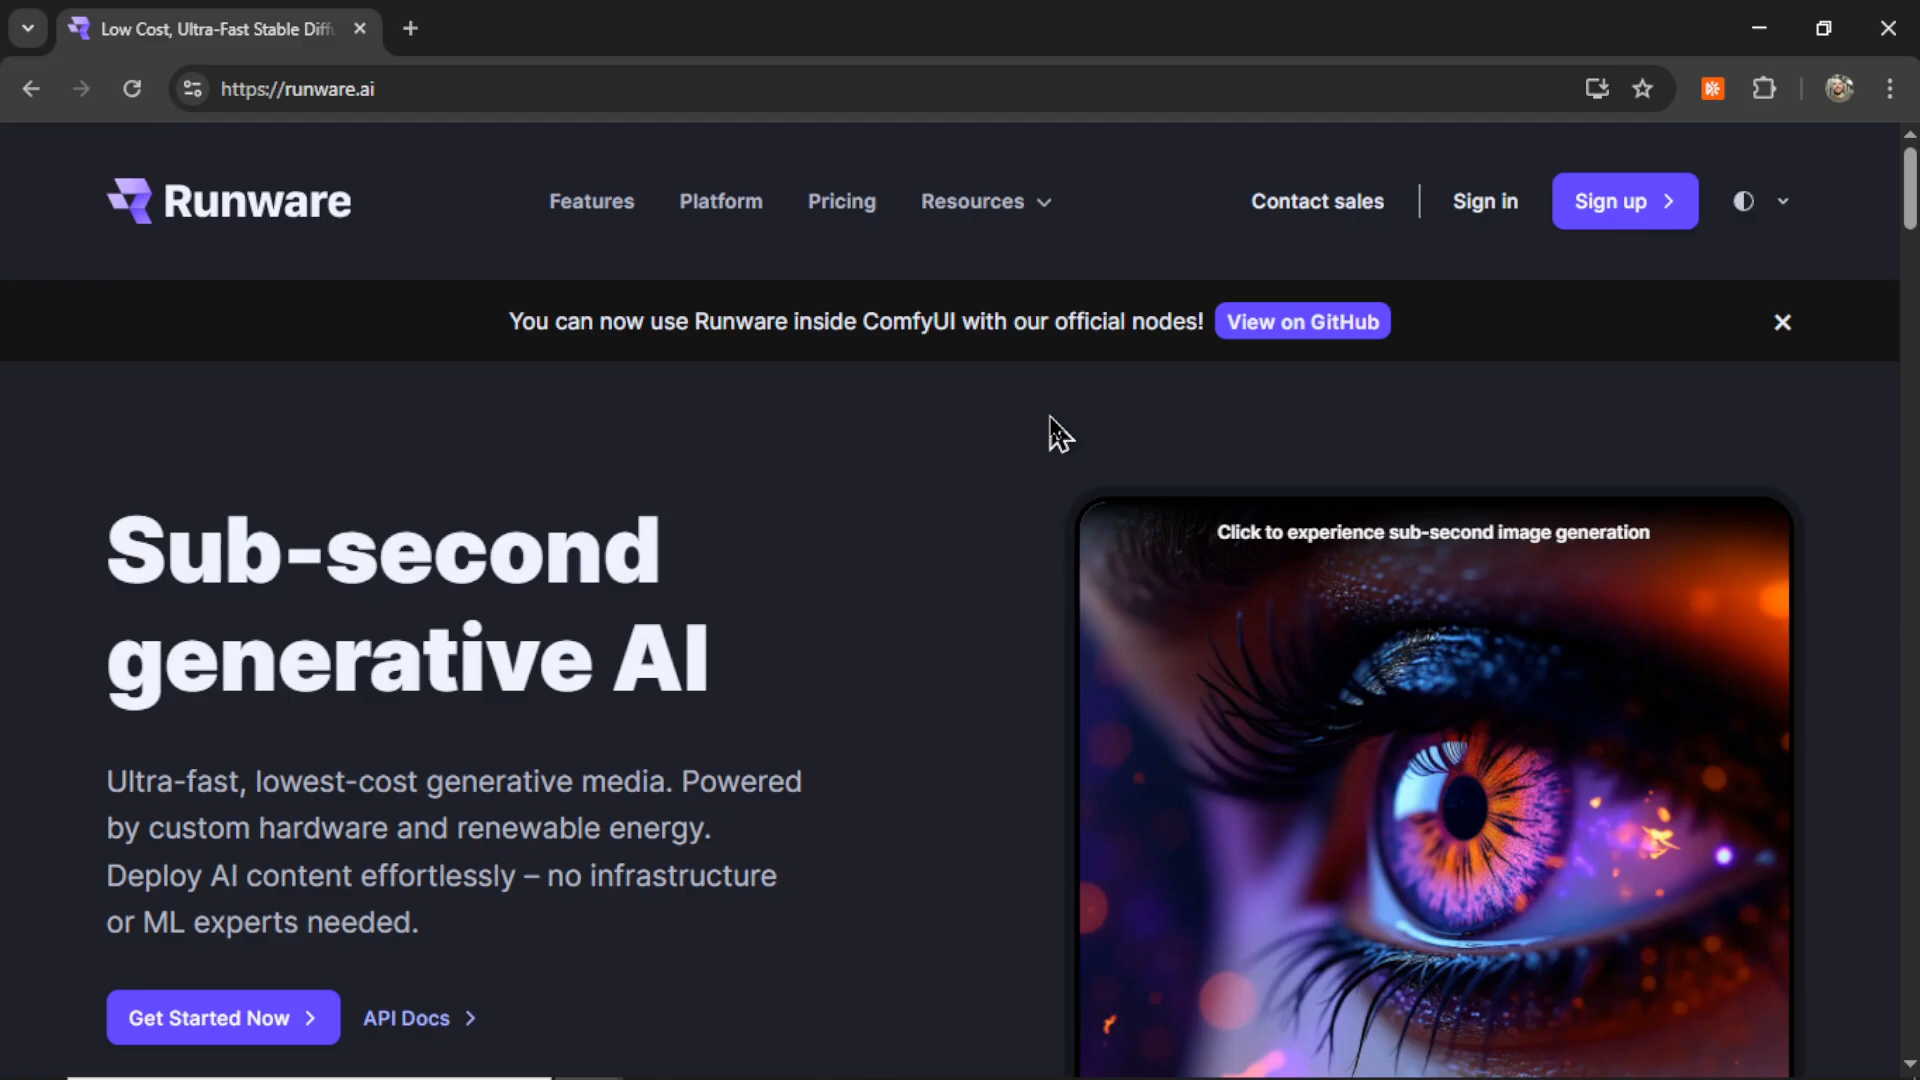 Low Cost, Ultra-Fast Stable Diff
https://runware.ai
Runware
Features
Platform
Pricing
Resources
Contact sales
Sign in
Sign up
You can now use Runware inside ComfyUI with our official nodes!
View on GitHub
Click to experience sub-second image generation
Sub-second
generative AI
Ultra-fast, lowest-cost generative media. Powered
by custom hardware and renewable energy.
Deploy AI content effortlessly – no infrastructure
or ML experts needed.
Get Started Now
API Docs